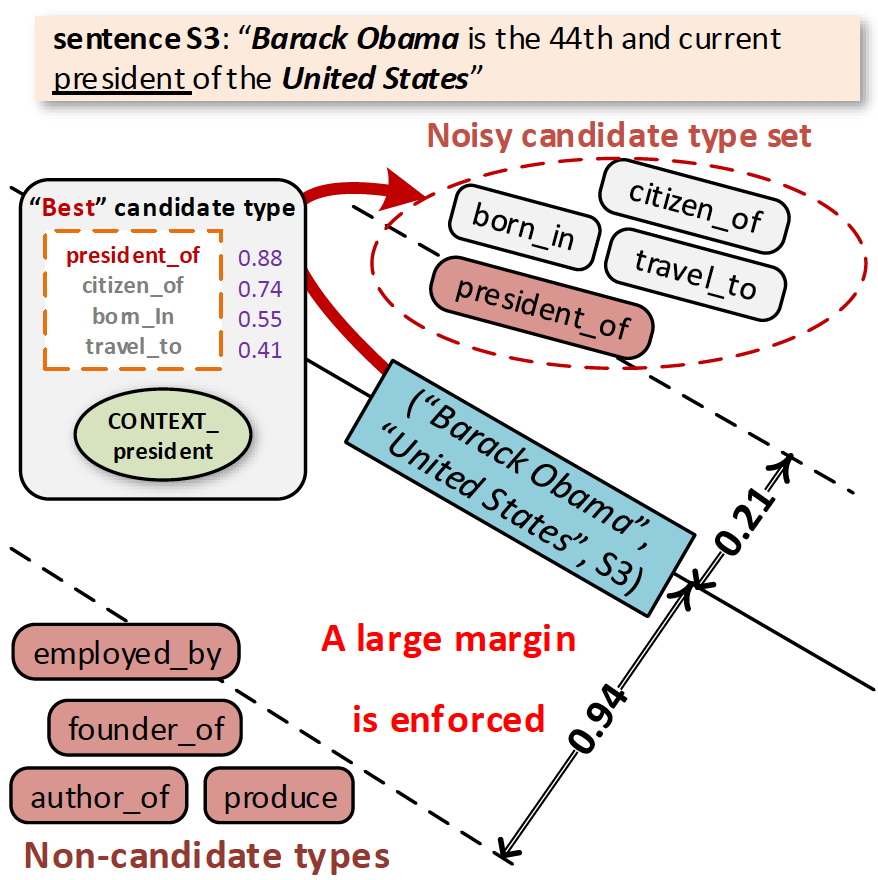 sentence S3: “Barack Obama is the 44th and current
president of the United States”
Noisy candidate type set
“Best” candidate type
president_of 0.88
citizen_of 0.74
born_In 0.55
travel_to 0.41
CONTEXT_
president
citizen_of
born_in
travel_to
president_of
(“Barack Obama”,
“United States”, S3)
0.21
0.94
A large margin
is enforced
employed_by
founder_of
author_of produce
Non-candidate types